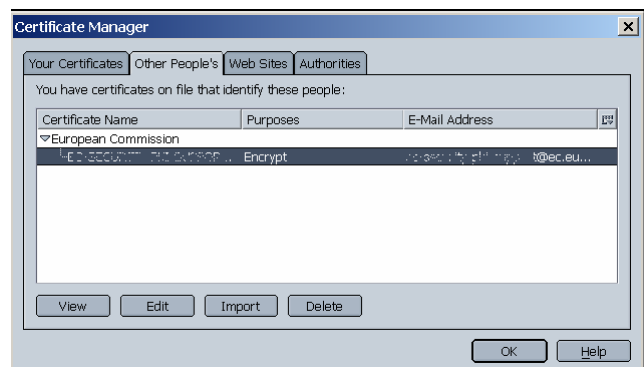 Certificate Manager
Your Certificates Other People's Web Sites Authorities
You have certificates on file that identify these people:
Certificate Name Purposes E-Mail Address
European Commission
Encrypt t@ec.eu...
View Edit Import Delete
OK Help